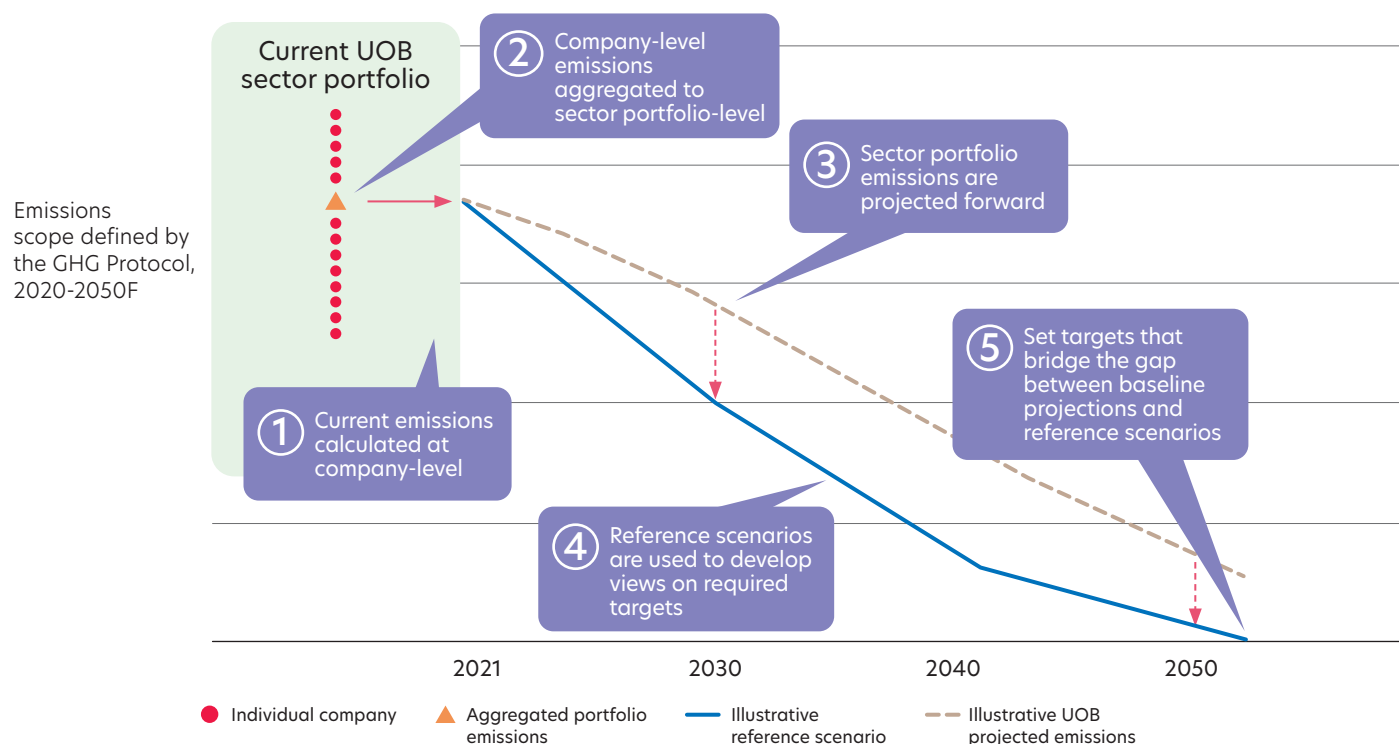 Current UOB
sector portfolio
2
Company-level
emissions
aggregated to
sector portfolio-level
3
Sector portfolio
emissions are
projected forward
Emissions
scope defined by
the GHG Protocol,
2020-2050F
5
Set targets that
bridge the gap
between baseline
projections and
reference scenarios
1
Current emissions
calculated at
company-level
4
Reference scenarios
are used to develop
views on required
targets
2021 2030 2040 2050
Individual company
Aggregated portfolio
emissions
Illustrative
reference scenario
Illustrative UOB
projected emissions